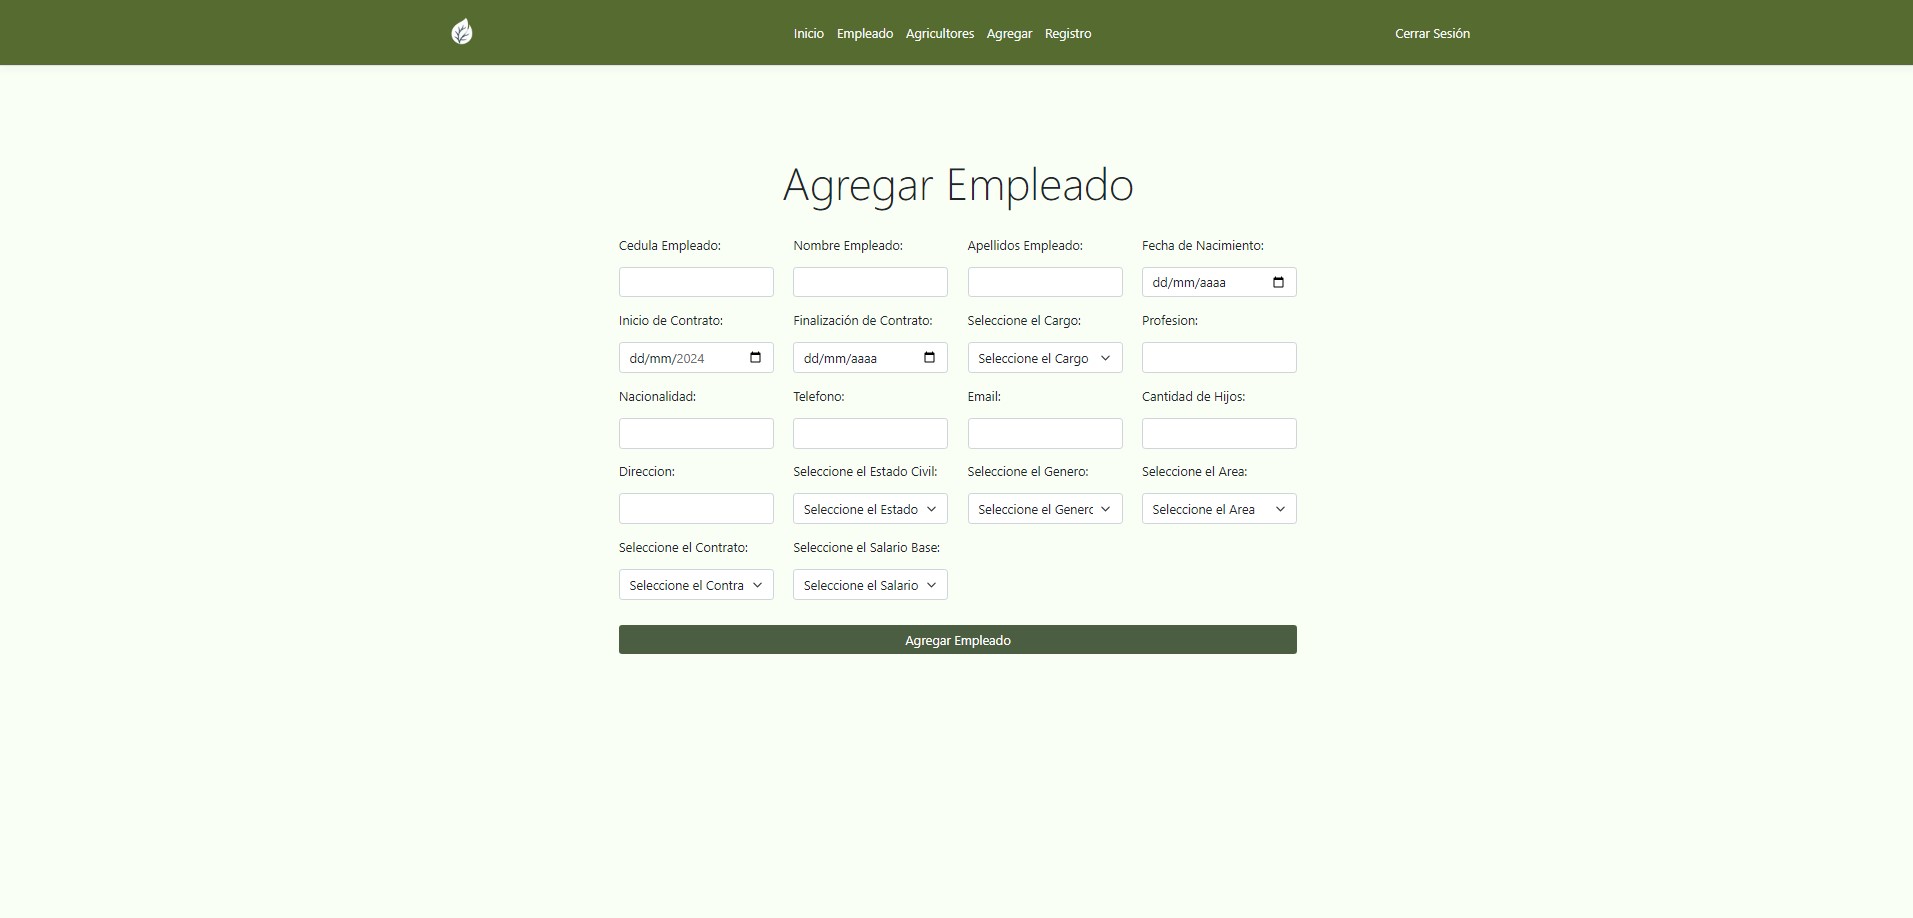 Inicio Empleado Agricultores Agregar Registro Cerrar Sesión
Agregar Empleado
Cedula Empleado: Nombre Empleado: Apellidos Empleado: Fecha de Nacimiento:
dd/mm/aaaa
Inicio de Contrato: Finalización de Contrato: Seleccione el Cargo: Profesion:
dd/mm/2024 dd/mm/aaaa Seleccione el Cargo
Nacionalidad: Telefono: Email: Cantidad de Hijos:
Direccion: Seleccione el Estado Civil: Seleccione el Genero: Seleccione el Area:
Seleccione el Estado Seleccione el Genero Seleccione el Area
Seleccione el Contrato: Seleccione el Salario Base:
Seleccione el Contra Seleccione el Salario
Agregar Empleado